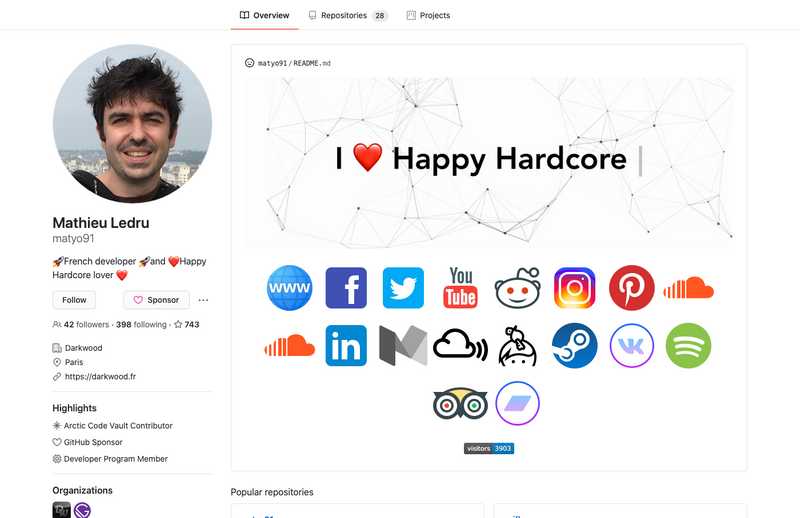 Overview
Repositories 28
Projects
matyo91/README.md
I ❤️ Happy Hardcore
Mathieu Ledru
matyo91
🚀French developer 🚀and ❤️Happy
Hardcore lover ❤️
Follow
Sponsor
42 followers · 398 following · 743
Darkwood
Paris
https://darkwood.fr
Highlights
Arctic Code Vault Contributor
GitHub Sponsor
Developer Program Member
Organizations
www
You
Tube
in
visitors 3903
Popular repositories